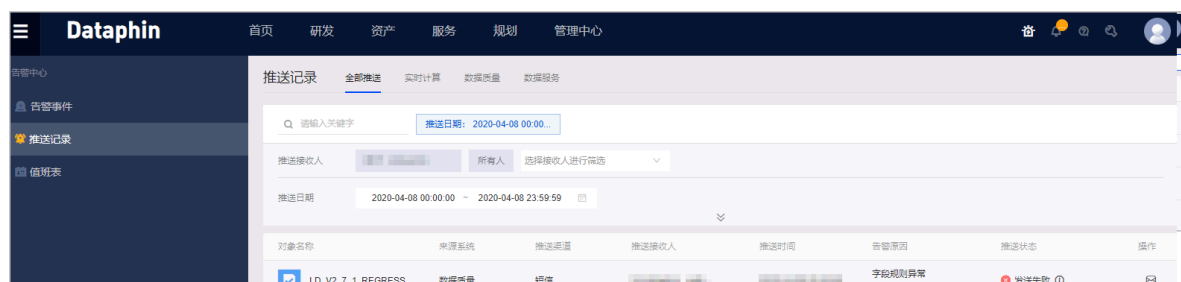 Dataphin 首页 研发 资产 服务 规划 管理中心
告警中心
告警事件
推送记录
值班表
推送记录 全部推送 实时计算 数据质量 数据服务
请输入关键字 推送日期： 2020-04-08 00:00...
推送接收人 所有人 选择接收人进行筛选
推送日期 2020-04-08 00:00:00 ~ 2020-04-08 23:59:59
对象名称 来源系统 推送渠道 推送接收人 推送时间 告警原因 推送状态 操作
LD_V2_7_1_REGRESS 数据质量 短信 字段规则异常 发送失败